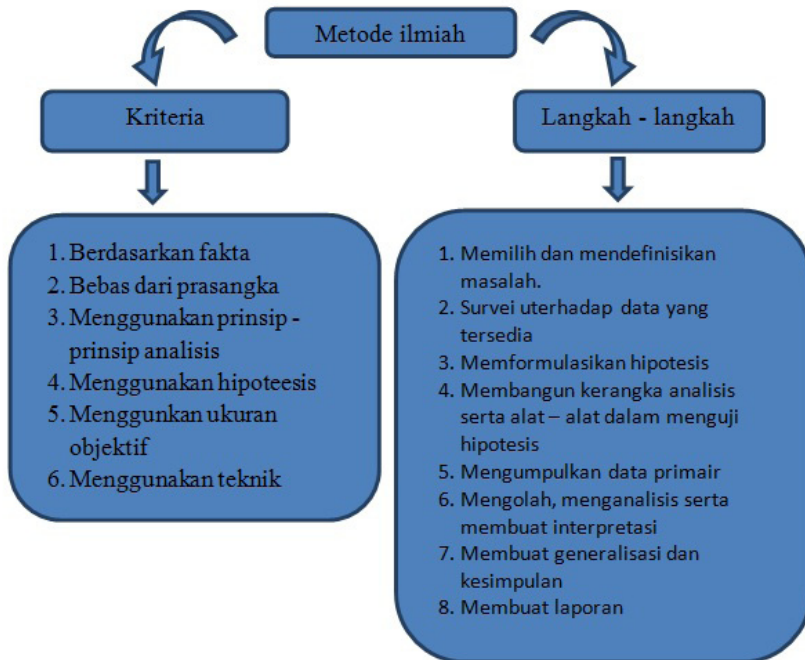 Metode ilmiah
Kriteria
Langkah - langkah
1. Berdasarkan fakta
2. Bebas dari prasangka
3. Menggunakan prinsip -
prinsip analisis
4. Menggunakan hipoteesis
5. Menggunkan ukuran
objektif
6. Menggunakan teknik
1. Memilih dan mendefinisikan
masalah.
2. Survei uterhadap data yang
tersedia
3. Memformulasikan hipotesis
4. Membangun kerangka analisis
serta alat – alat dalam menguji
hipotesis
5. Mengumpulkan data primair
6. Mengolah, menganalisis serta
membuat interpretasi
7. Membuat generalisasi dan
kesimpulan
8. Membuat laporan